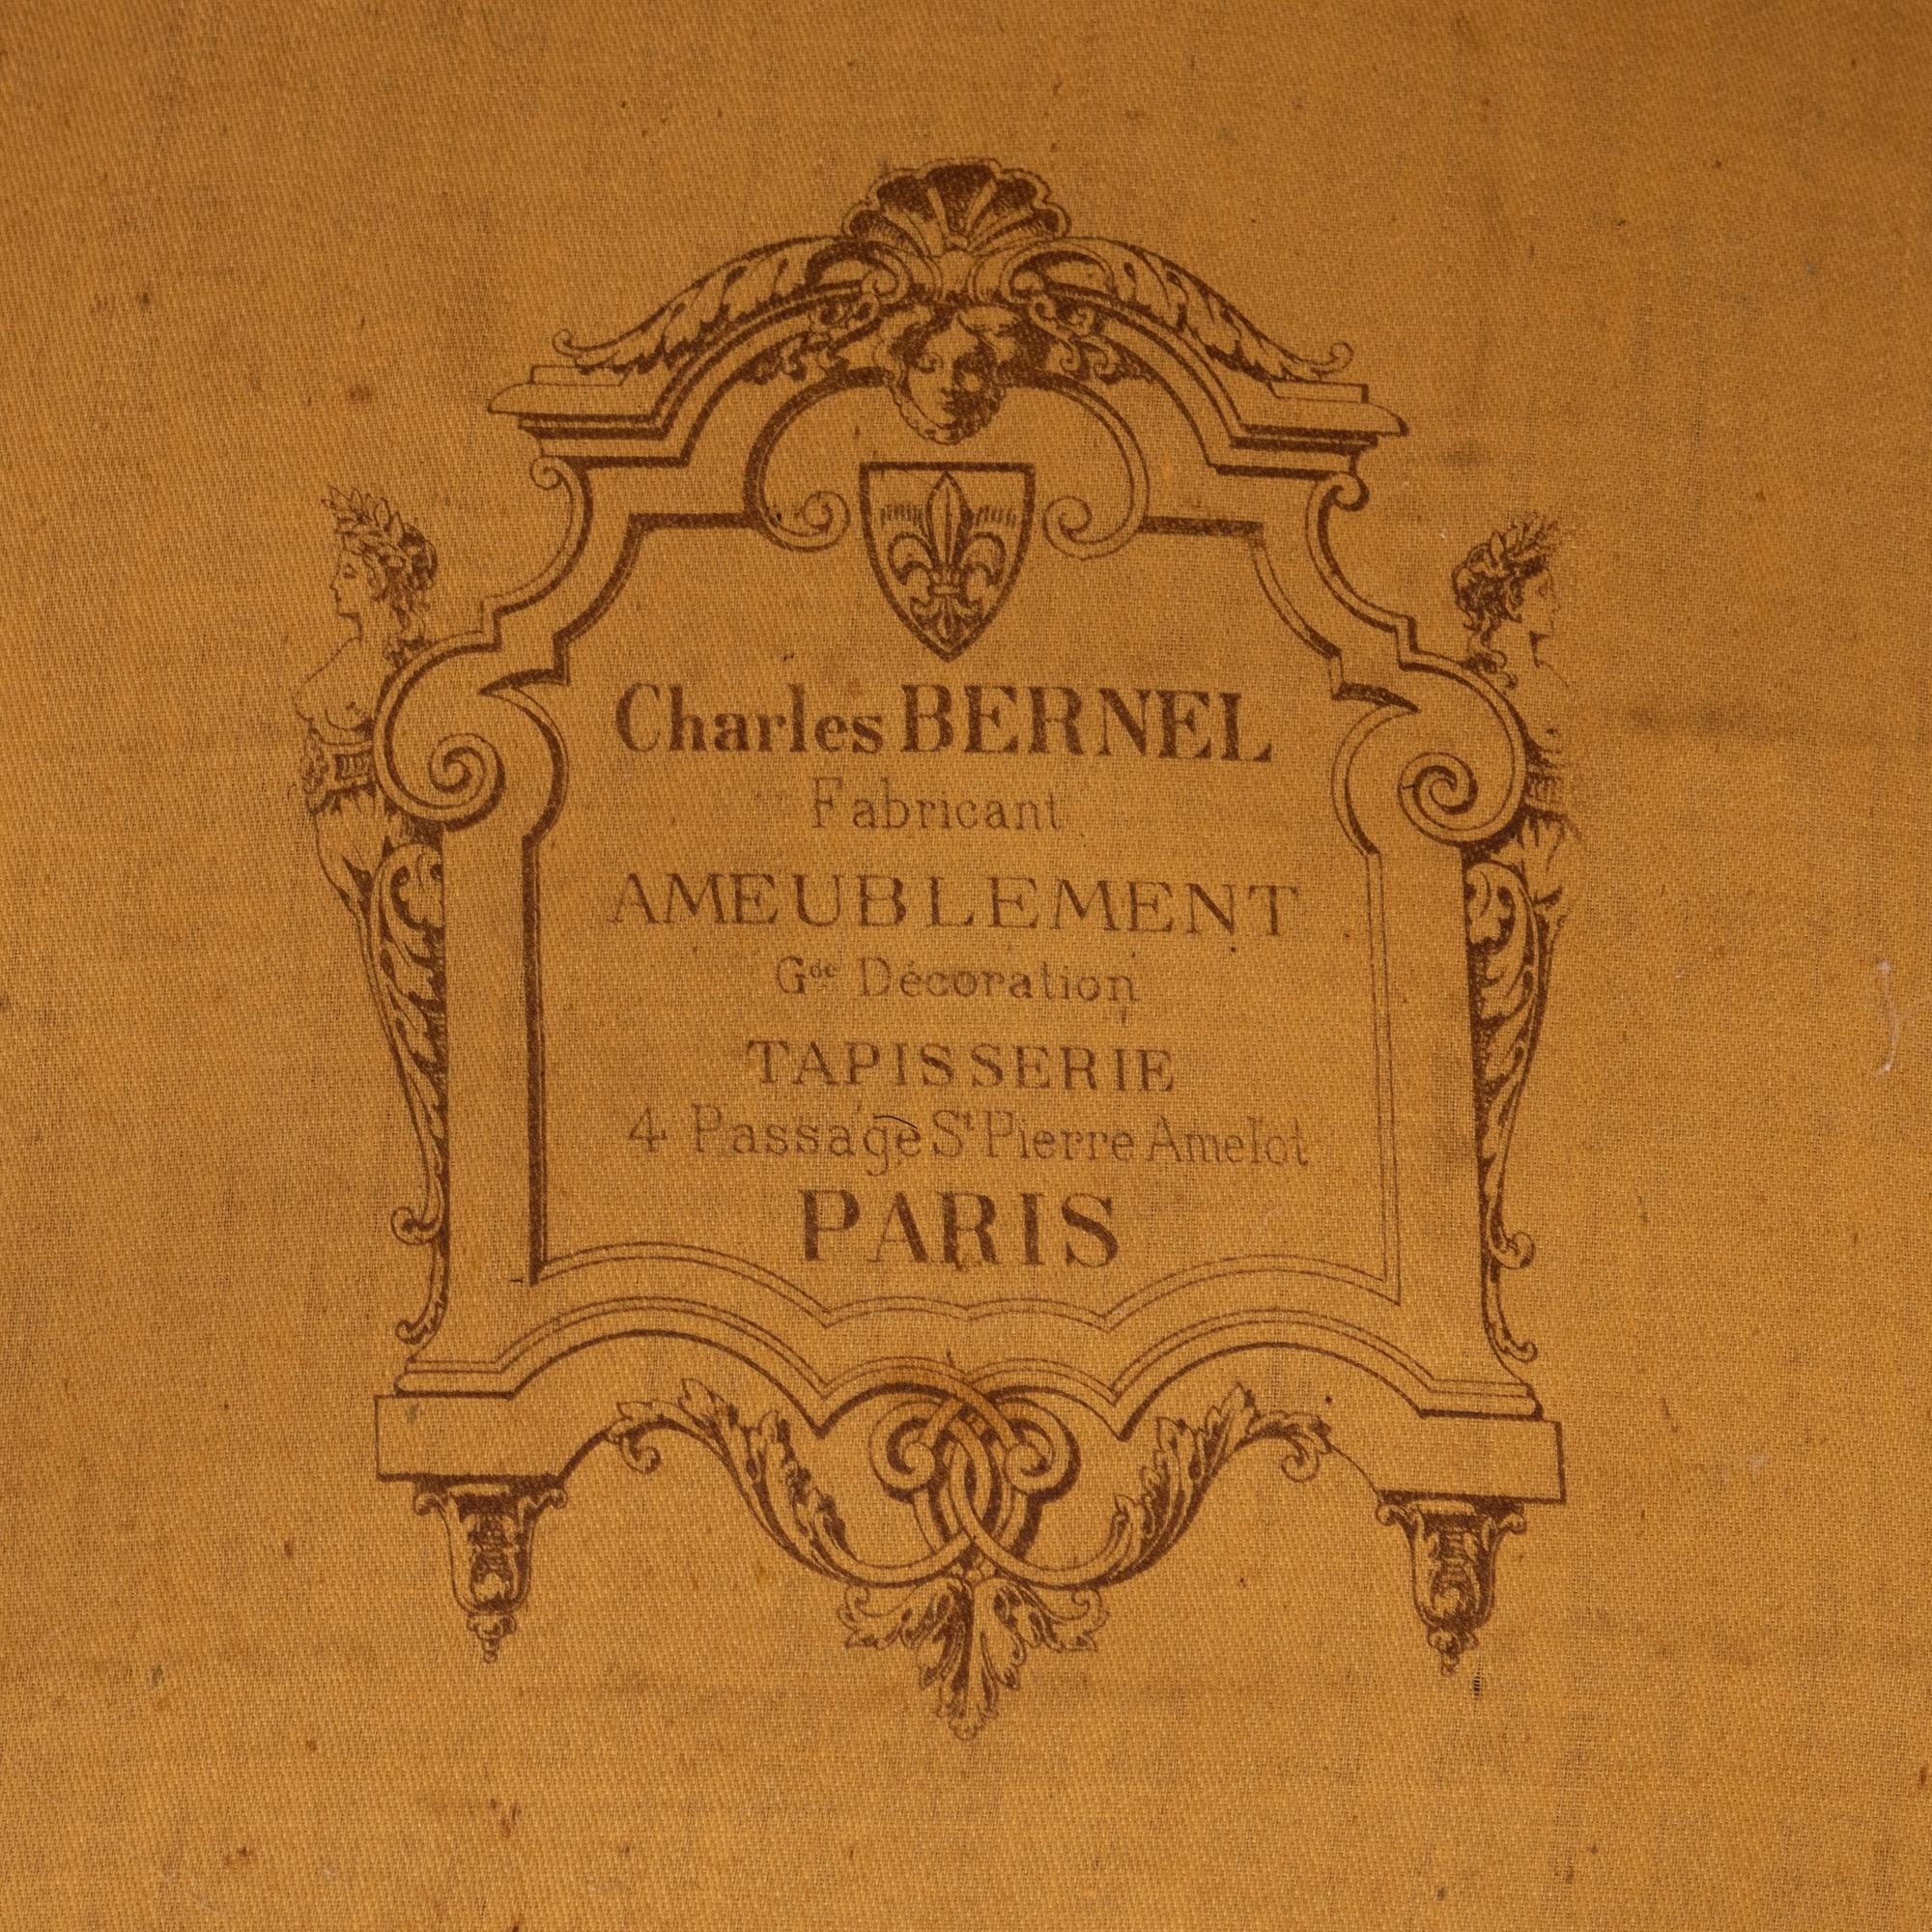 Charles BERNEL
Fabricant
AMEUBLEMENT
Gde Décoration
TAPISSERIE
4 Passage St Pierre Amelot
PARIS